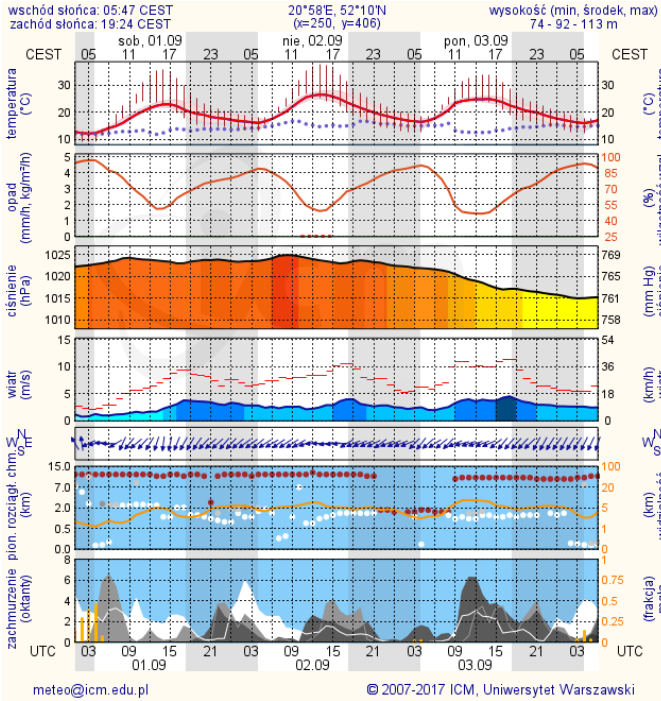 wschód słońca: 05:47 CEST 20°58'E, 52°10'N wysokość (min, środek, max)
zachód słońca: 19:24 CEST (x=250, y=406) 74 - 92 - 113 m
sob, 01.09 nie, 02.09 pon, 03.09
CEST 05 11 17 23 05 11 17 23 05 11 17 23 05 CEST
temperatura
(°C)
30
20
10
30
20
10
(°C)
opad
(mm/h, kg/m²/h)
5
4
3
2
1
0
100
85
70
55
40
25
(%)
ciśnienie
(hPa)
1025
1020
1015
1010
769
765
761
758
(mm Hg)
wiatr
(m/s)
15
10
5
0
54
36
18
0
(km/h)
N
W E
S
N
W E
S
pion. rozciągł. chm.
(km)
15.0
8.0
2.0
0.5
0.0
100
20
5
1
0
(km)
zachmurzenie
(oktanty)
8
6
4
2
0
1
0.75
0.5
0.25
0
(frakcja)
UTC 03 09 15 21 03 09 15 21 03 09 15 21 03 UTC
01.09 02.09 03.09
meteo@icm.edu.pl © 2007-2017 ICM, Uniwersytet Warszawski